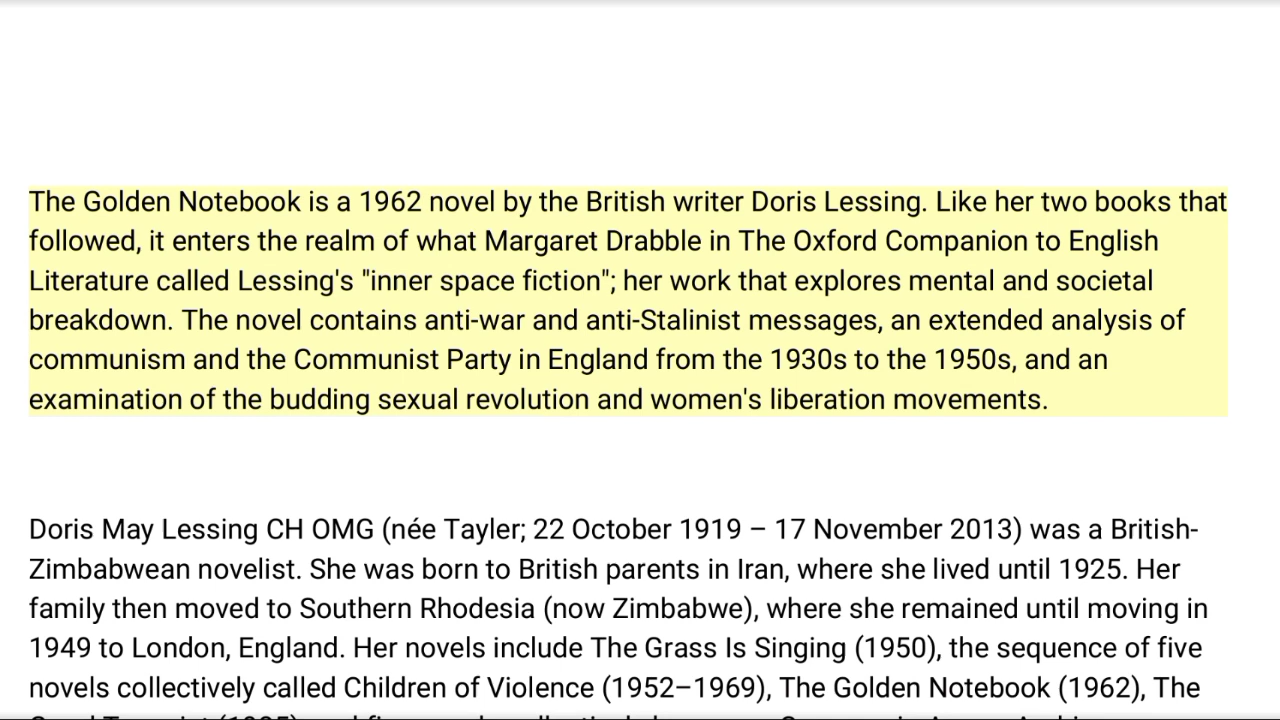 The Golden Notebook is a 1962 novel by the British writer Doris Lessing. Like her two books that
followed, it enters the realm of what Margaret Drabble in The Oxford Companion to English
Literature called Lessing's "inner space fiction"; her work that explores mental and societal
breakdown. The novel contains anti-war and anti-Stalinist messages, an extended analysis of
communism and the Communist Party in England from the 1930s to the 1950s, and an
examination of the budding sexual revolution and women's liberation movements.
Doris May Lessing CH OMG (née Tayler; 22 October 1919 – 17 November 2013) was a British-
Zimbabwean novelist. She was born to British parents in Iran, where she lived until 1925. Her
family then moved to Southern Rhodesia (now Zimbabwe), where she remained until moving in
1949 to London, England. Her novels include The Grass Is Singing (1950), the sequence of five
novels collectively called Children of Violence (1952–1969), The Golden Notebook (1962), The